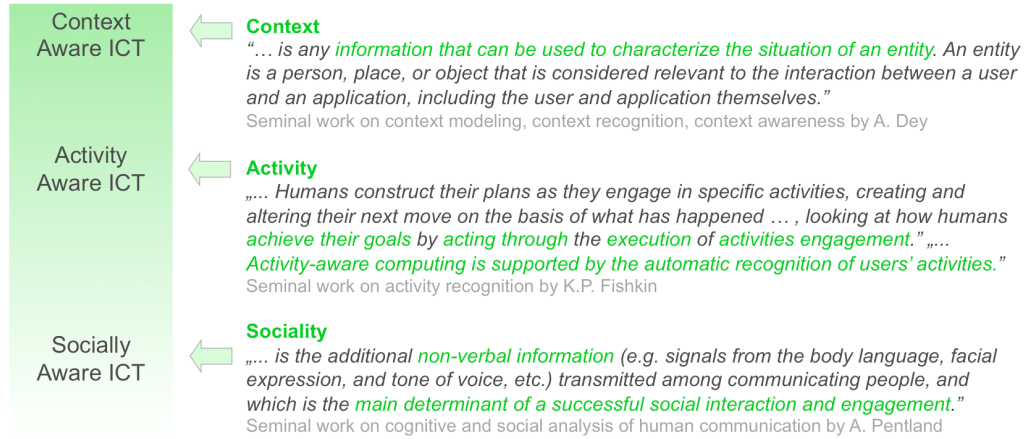 Context
Aware ICT
Context
“… is any information that can be used to characterize the situation of an entity. An entity
is a person, place, or object that is considered relevant to the interaction between a user
and an application, including the user and application themselves.”
Seminal work on context modeling, context recognition, context awareness by A. Dey
Activity
Aware ICT
Activity
„... Humans construct their plans as they engage in specific activities, creating and
altering their next move on the basis of what has happened … , looking at how humans
achieve their goals by acting through the execution of activities engagement.” „...
Activity-aware computing is supported by the automatic recognition of users’ activities.”
Seminal work on activity recognition by K.P. Fishkin
Socially
Aware ICT
Sociality
„... is the additional non-verbal information (e.g. signals from the body language, facial
expression, and tone of voice, etc.) transmitted among communicating people, and
which is the main determinant of a successful social interaction and engagement.”
Seminal work on cognitive and social analysis of human communication by A. Pentland